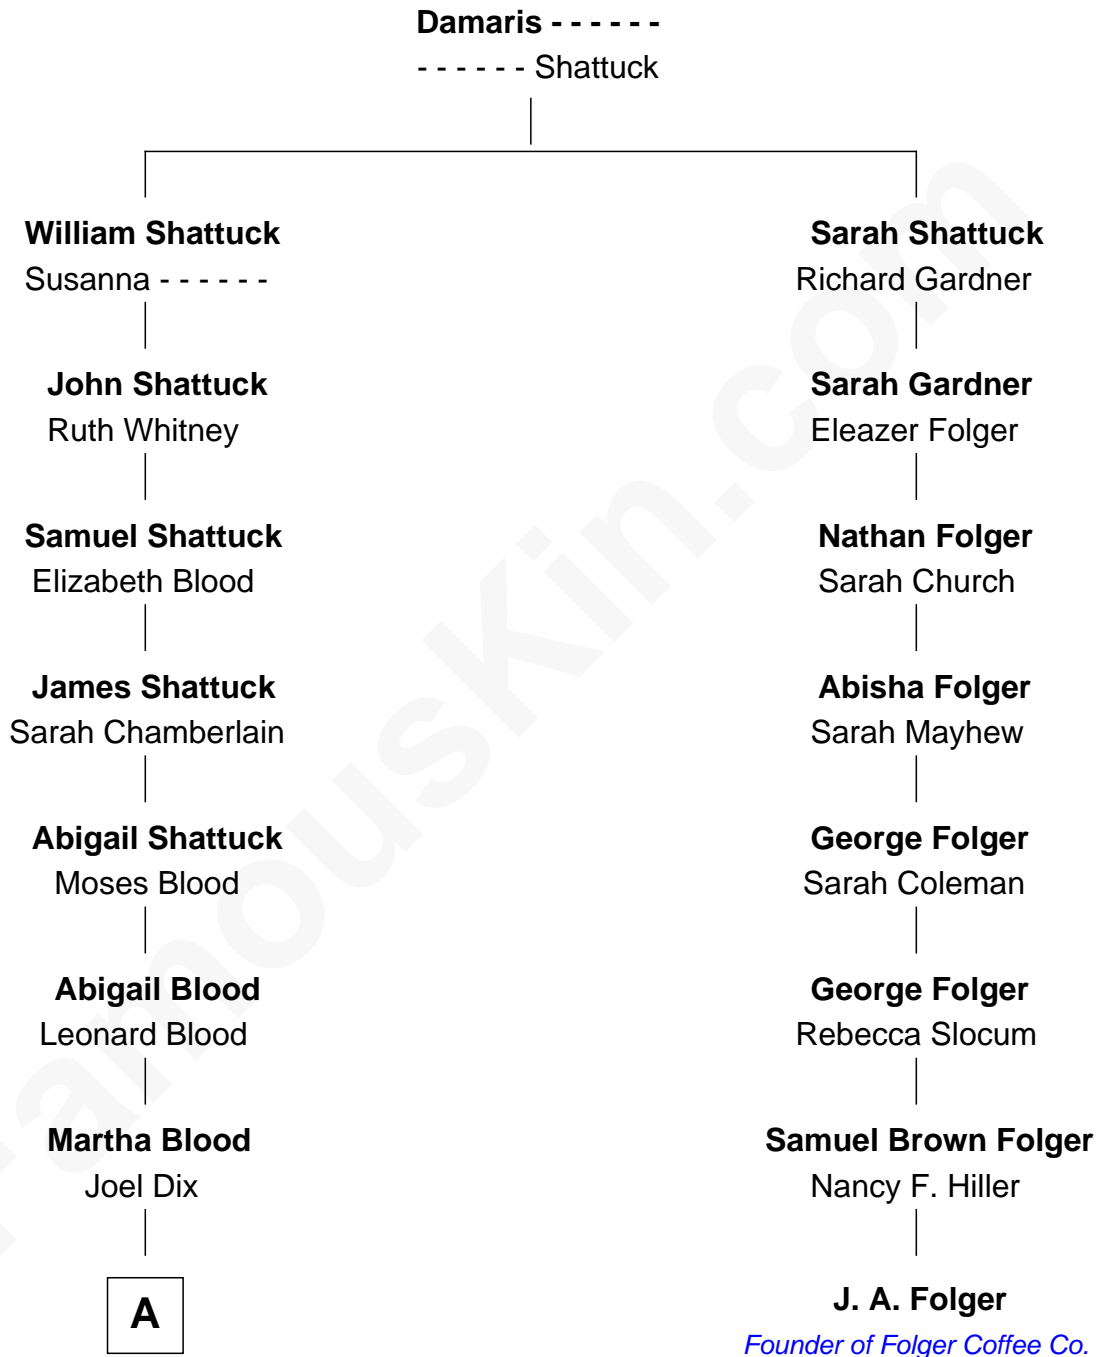 Damaris - - - - - -
- - - - - - Shattuck
William Shattuck
Susanna - - - - - -
Sarah Shattuck
Richard Gardner
John Shattuck
Ruth Whitney
Sarah Gardner
Eleazer Folger
Samuel Shattuck
Elizabeth Blood
Nathan Folger
Sarah Church
James Shattuck
Sarah Chamberlain
Abisha Folger
Sarah Mayhew
Abigail Shattuck
Moses Blood
George Folger
Sarah Coleman
Abigail Blood
Leonard Blood
George Folger
Rebecca Slocum
Martha Blood
Joel Dix
Samuel Brown Folger
Nancy F. Hiller
A
J. A. Folger
Founder of Folger Coffee Co.
FamousKin.com